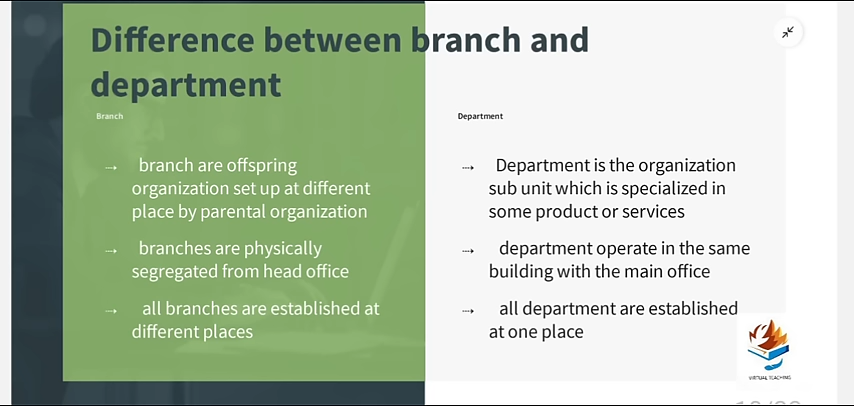 Difference between branch and
department
Branch
→ branch are offspring
organization set up at different
place by parental organization
→ branches are physically
segregated from head office
→ all branches are established at
different places
Department
→ Department is the organization
sub unit which is specialized in
some product or services
→ department operate in the same
building with the main office
→ all department are established
at one place
VIRTUAL TEACHING